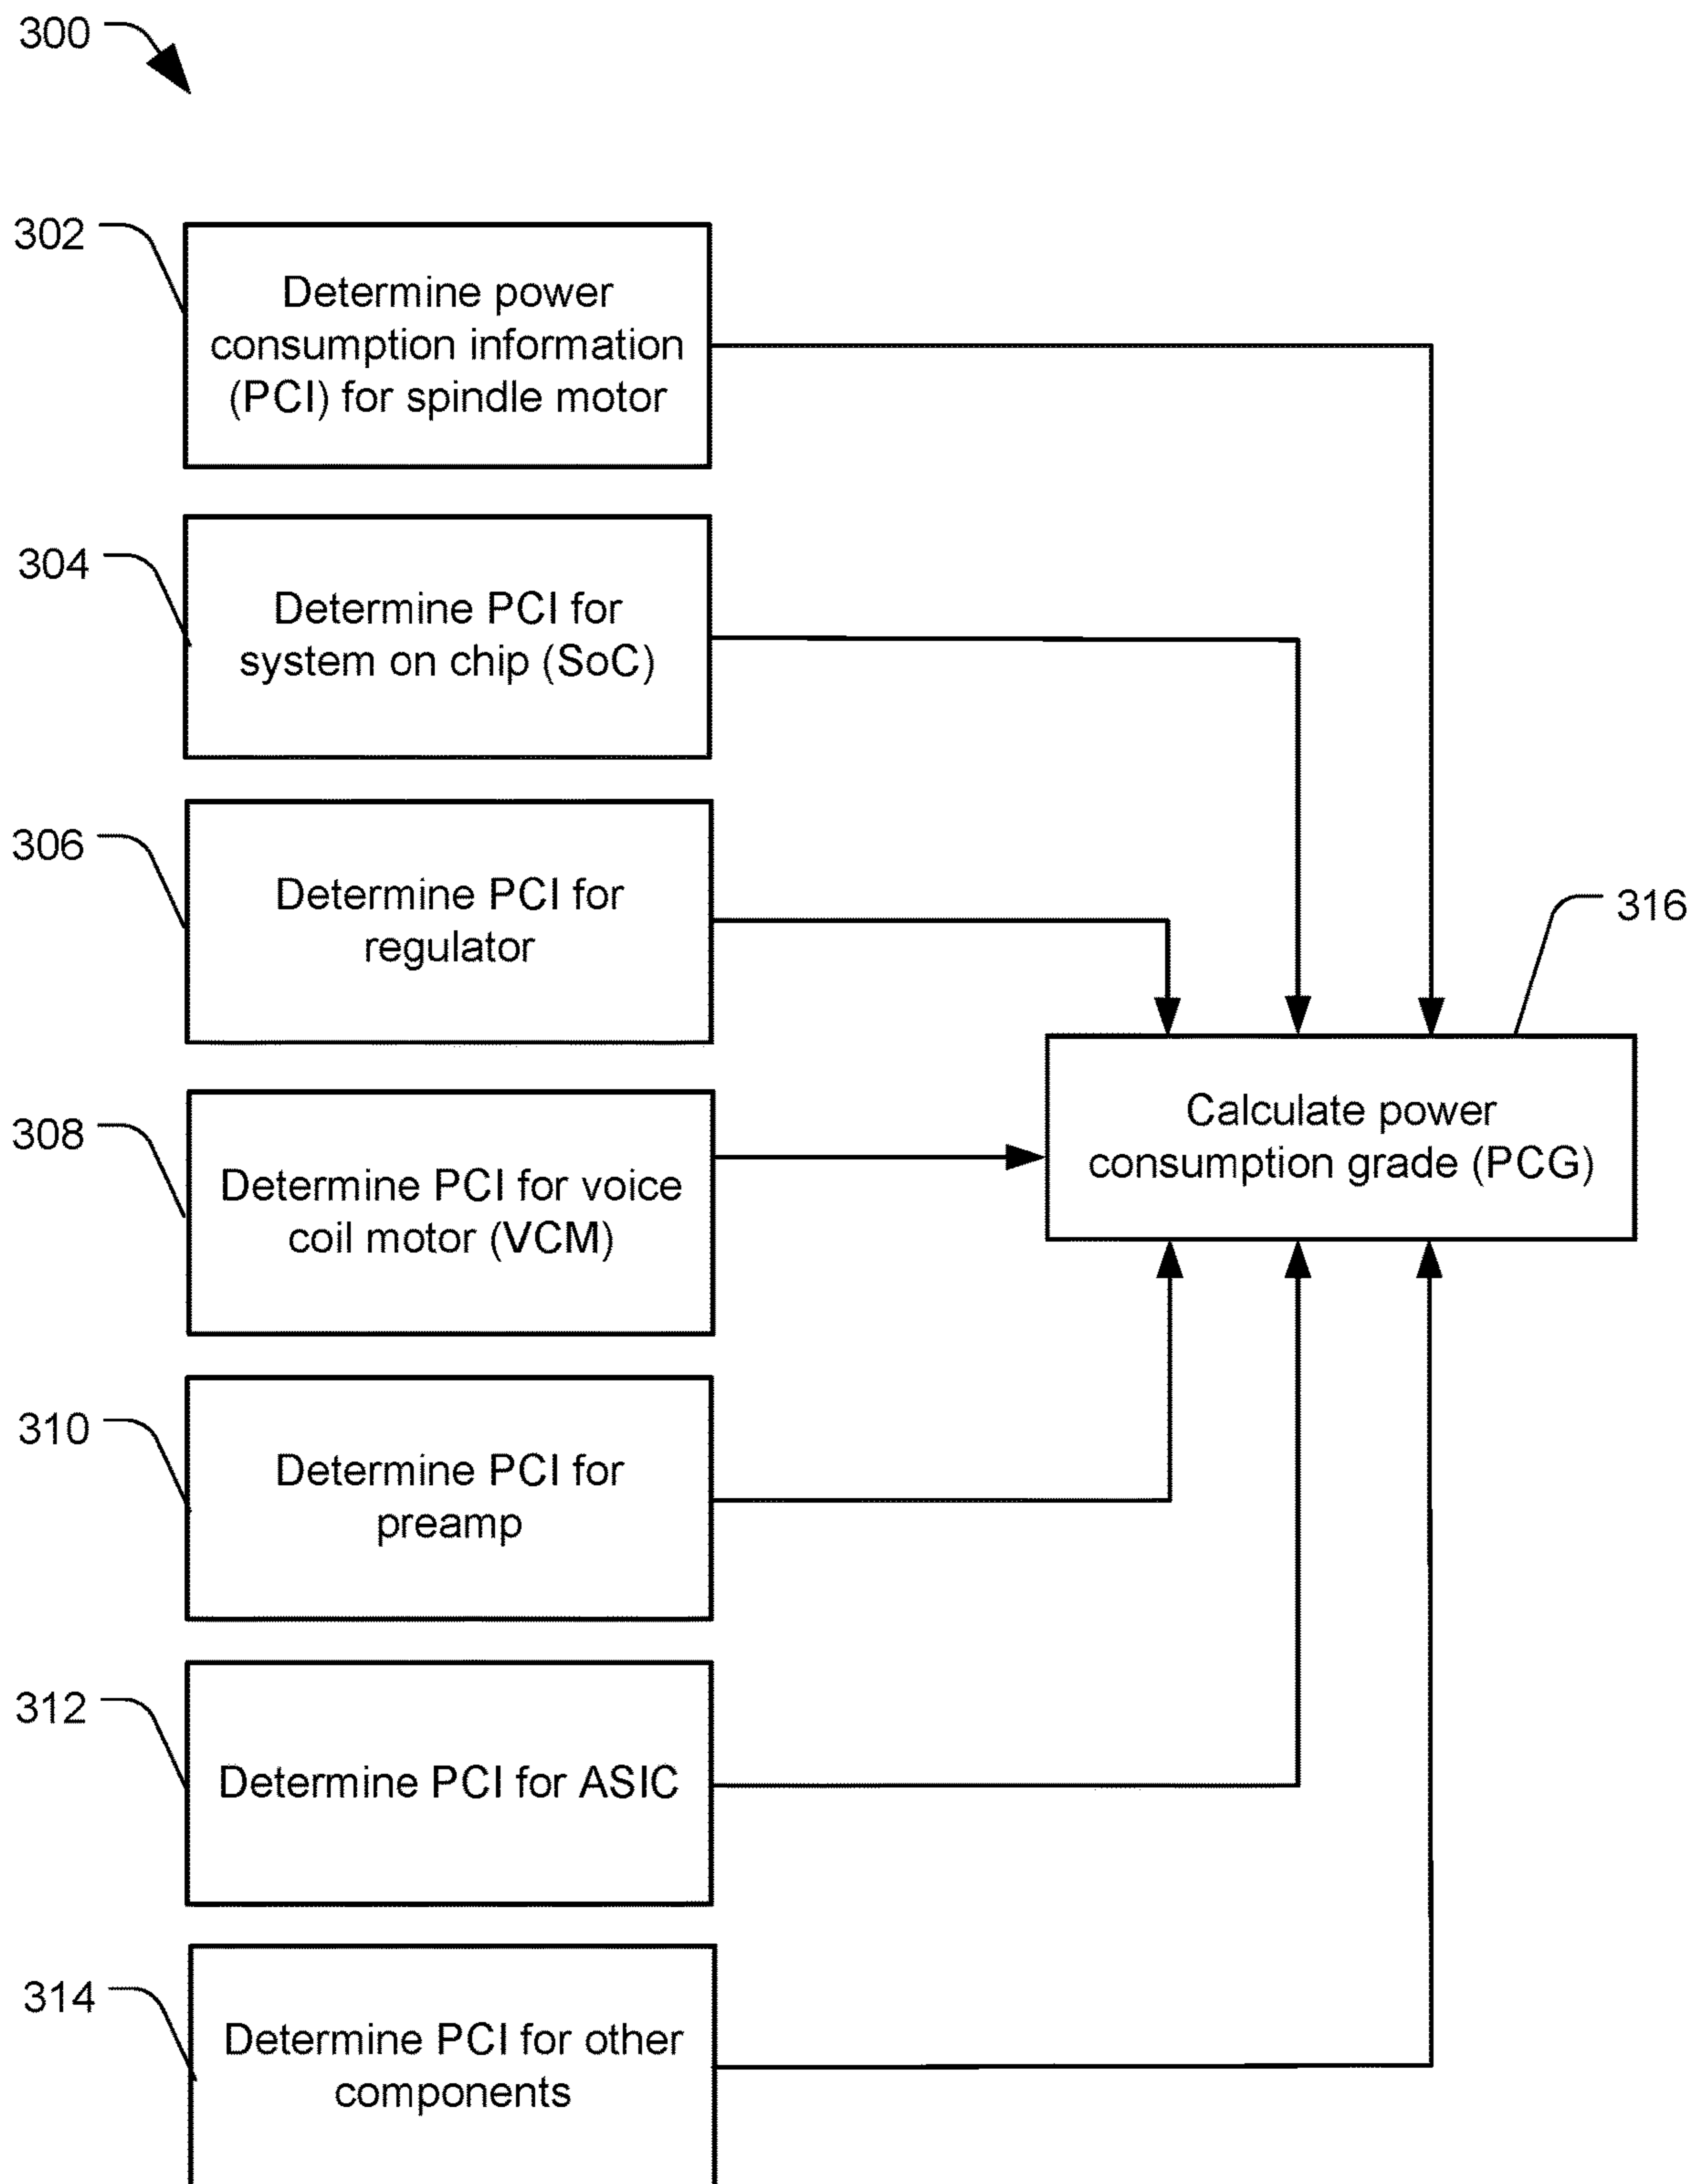 300
302
Determine power
consumption information
(PCI) for spindle motor
304
Determine PCI for
system on chip (SoC)
306
Determine PCI for
regulator
316
Calculate power
consumption grade (PCG)
308
Determine PCI for voice
coil motor (VCM)
310
Determine PCI for
preamp
312
Determine PCI for ASIC
314
Determine PCI for other
components